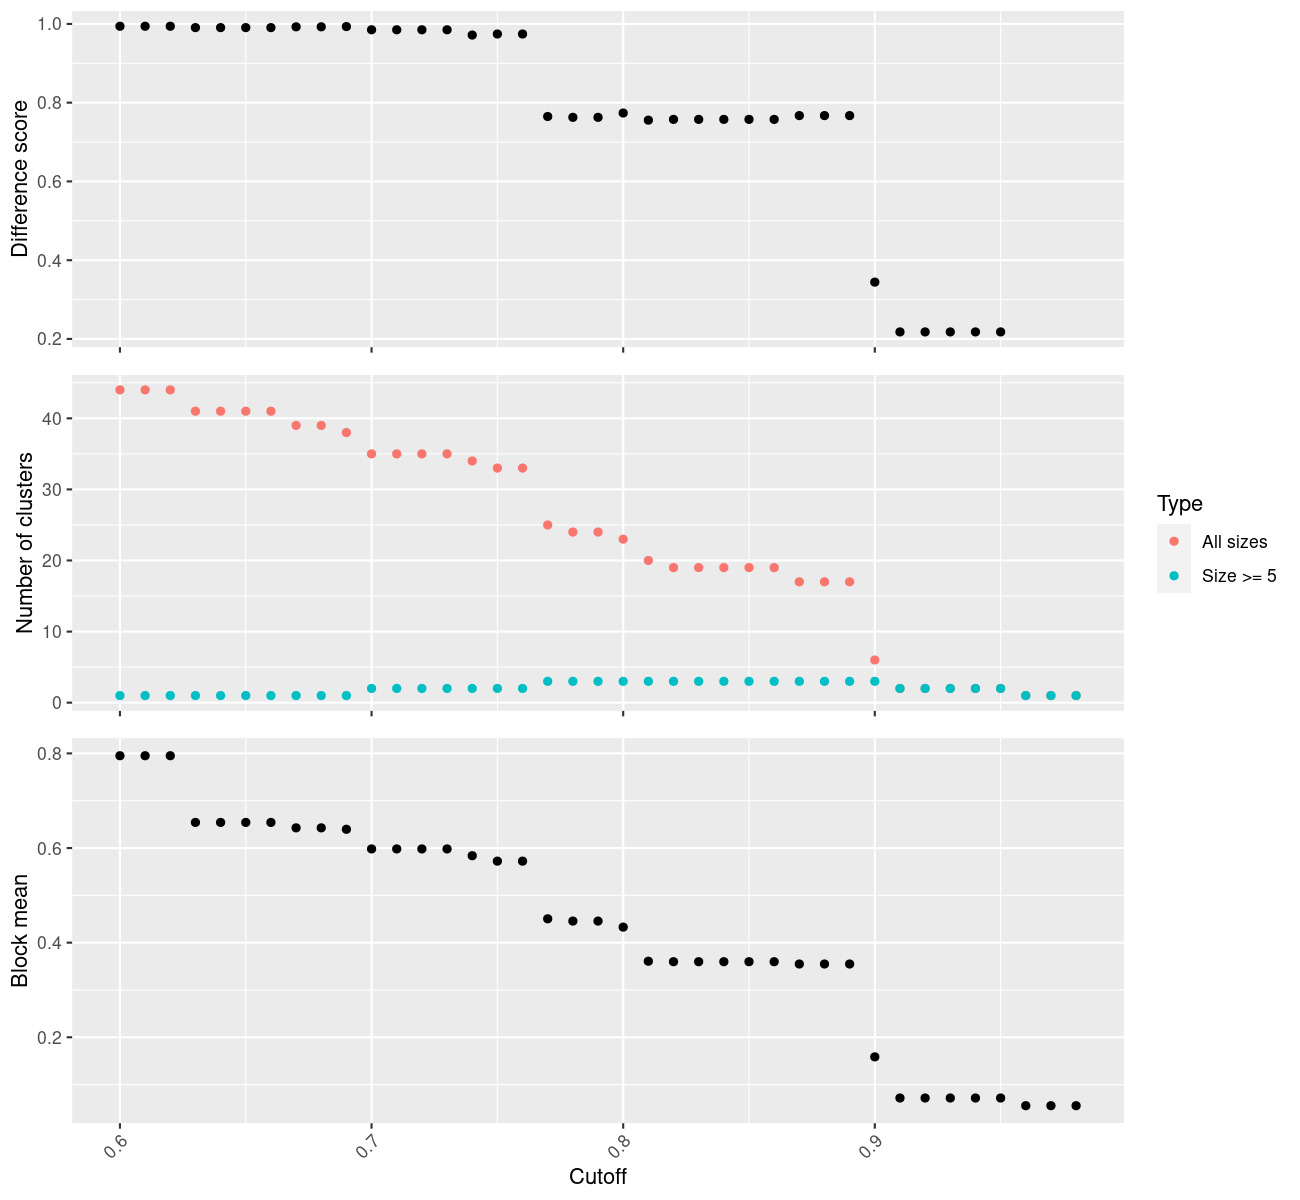 Difference score
1.0
0.8
0.6
0.4
0.2
Number of clusters
40
30
20
10
0
Type
All sizes
Size >= 5
Block mean
0.8
0.6
0.4
0.2
0.6
0.7
0.8
0.9
Cutoff